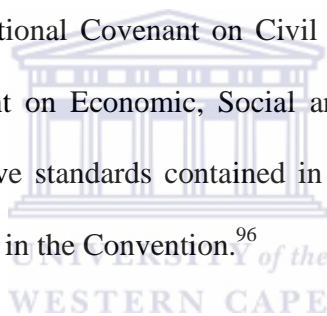 tional Covenant on Civil
nt on Economic, Social an
ve standards contained in
in the Convention.96
UNIVERSITY of the
WESTERN CAPE